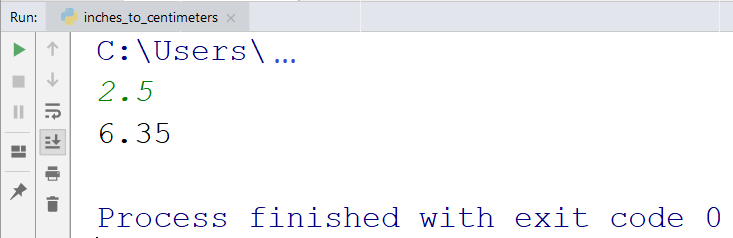 Run: inches_to_centimeters ×
C:\Users\ ...
2.5
6.35
Process finished with exit code 0